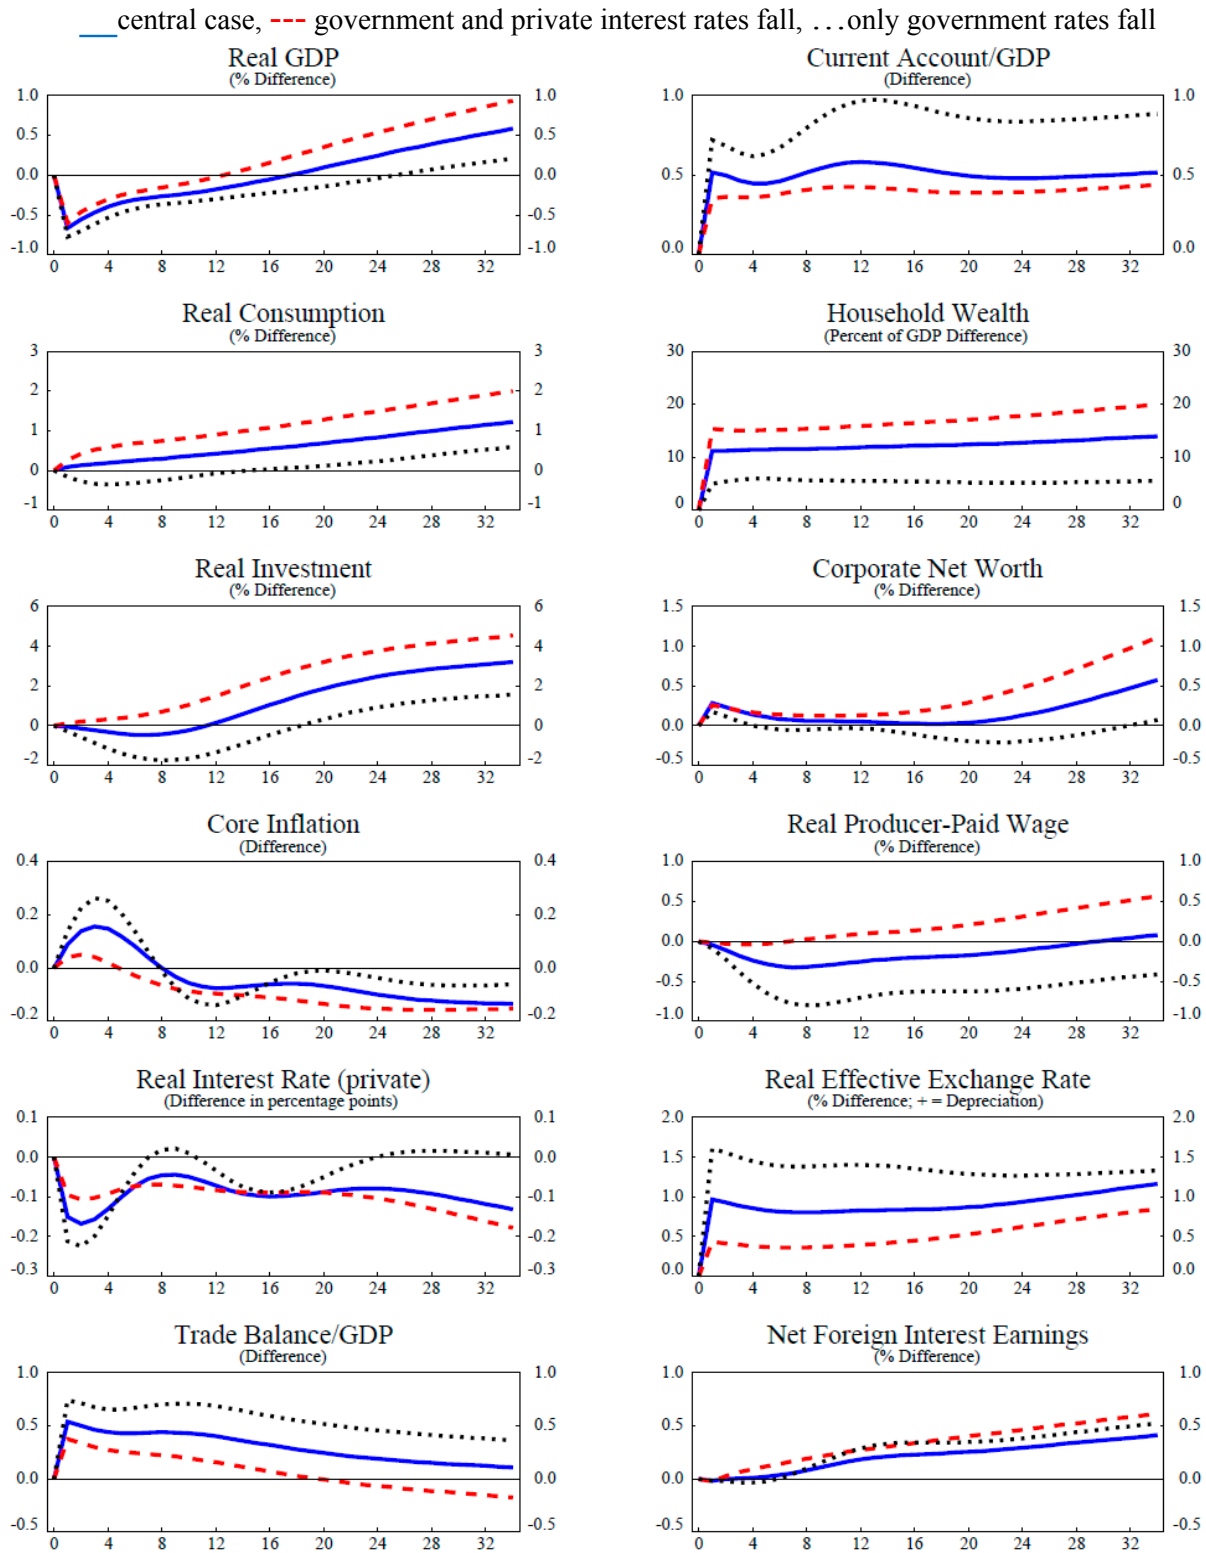 __central case, --- government and private interest rates fall, …only government rates fall
Real GDP
(% Difference)
1.0 1.0
0.5 0.5
0.0 0.0
-0.5 -0.5
-1.0 -1.0
0 4 8 12 16 20 24 28 32
Current Account/GDP
(Difference)
1.0 1.0
0.5 0.5
0.0 0.0
0 4 8 12 16 20 24 28 32
Real Consumption
(% Difference)
3 3
2 2
1 1
0 0
-1 -1
0 4 8 12 16 20 24 28 32
Household Wealth
(Percent of GDP Difference)
30 30
20 20
10 10
0 0
0 4 8 12 16 20 24 28 32
Real Investment
(% Difference)
6 6
4 4
2 2
0 0
-2 -2
0 4 8 12 16 20 24 28 32
Corporate Net Worth
(% Difference)
1.5 1.5
1.0 1.0
0.5 0.5
0.0 0.0
-0.5 -0.5
0 4 8 12 16 20 24 28 32
Core Inflation
(Difference)
0.4 0.4
0.2 0.2
0.0 0.0
-0.2 -0.2
0 4 8 12 16 20 24 28 32
Real Producer-Paid Wage
(% Difference)
1.0 1.0
0.5 0.5
0.0 0.0
-0.5 -0.5
-1.0 -1.0
0 4 8 12 16 20 24 28 32
Real Interest Rate (private)
(Difference in percentage points)
0.1 0.1
0.0 0.0
-0.1 -0.1
-0.2 -0.2
-0.3 -0.3
0 4 8 12 16 20 24 28 32
Real Effective Exchange Rate
(% Difference; + = Depreciation)
2.0 2.0
1.5 1.5
1.0 1.0
0.5 0.5
0.0 0.0
0 4 8 12 16 20 24 28 32
Trade Balance/GDP
(Difference)
1.0 1.0
0.5 0.5
0.0 0.0
-0.5 -0.5
0 4 8 12 16 20 24 28 32
Net Foreign Interest Earnings
(% Difference)
1.0 1.0
0.5 0.5
0.0 0.0
-0.5 -0.5
0 4 8 12 16 20 24 28 32